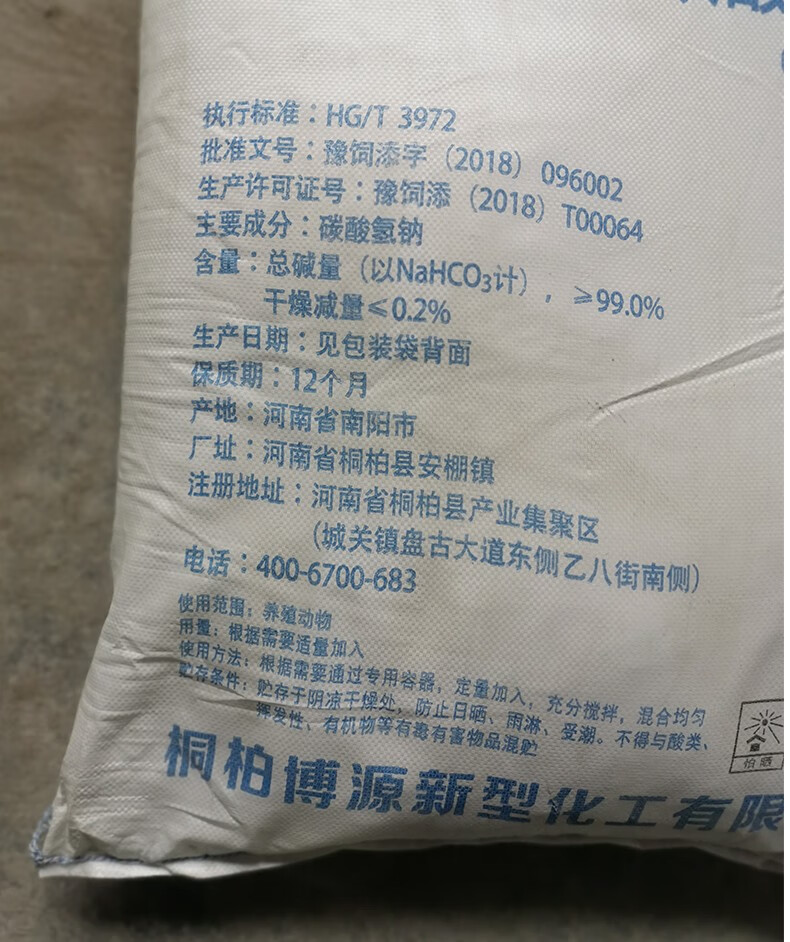 执行标准：HG/T 3972
批准文号：豫饲添字（2018）096002
生产许可证号：豫饲添（2018）T00064
主要成分：碳酸氢钠
含量：总碱量（以NaHCO₃计），≥99.0%
干燥减量≤0.2%
生产日期：见包装袋背面
保质期：12个月
产地：河南省南阳市
厂址：河南省桐柏县安棚镇
注册地址：河南省桐柏县产业集聚区
（城关镇盘古大道东侧乙八街南侧）
电话：400-6700-683
使用范围：养殖动物
用量：根据需要适量加入
使用方法：根据需要通过专用容器，定量加入，充分搅拌，混合均匀
贮存条件：贮存于阴凉干燥处，防止日晒、雨淋、受潮。不得与酸类、
挥发性、有机物等有毒有害物品混贮
怕晒
桐柏博源新型化工有限